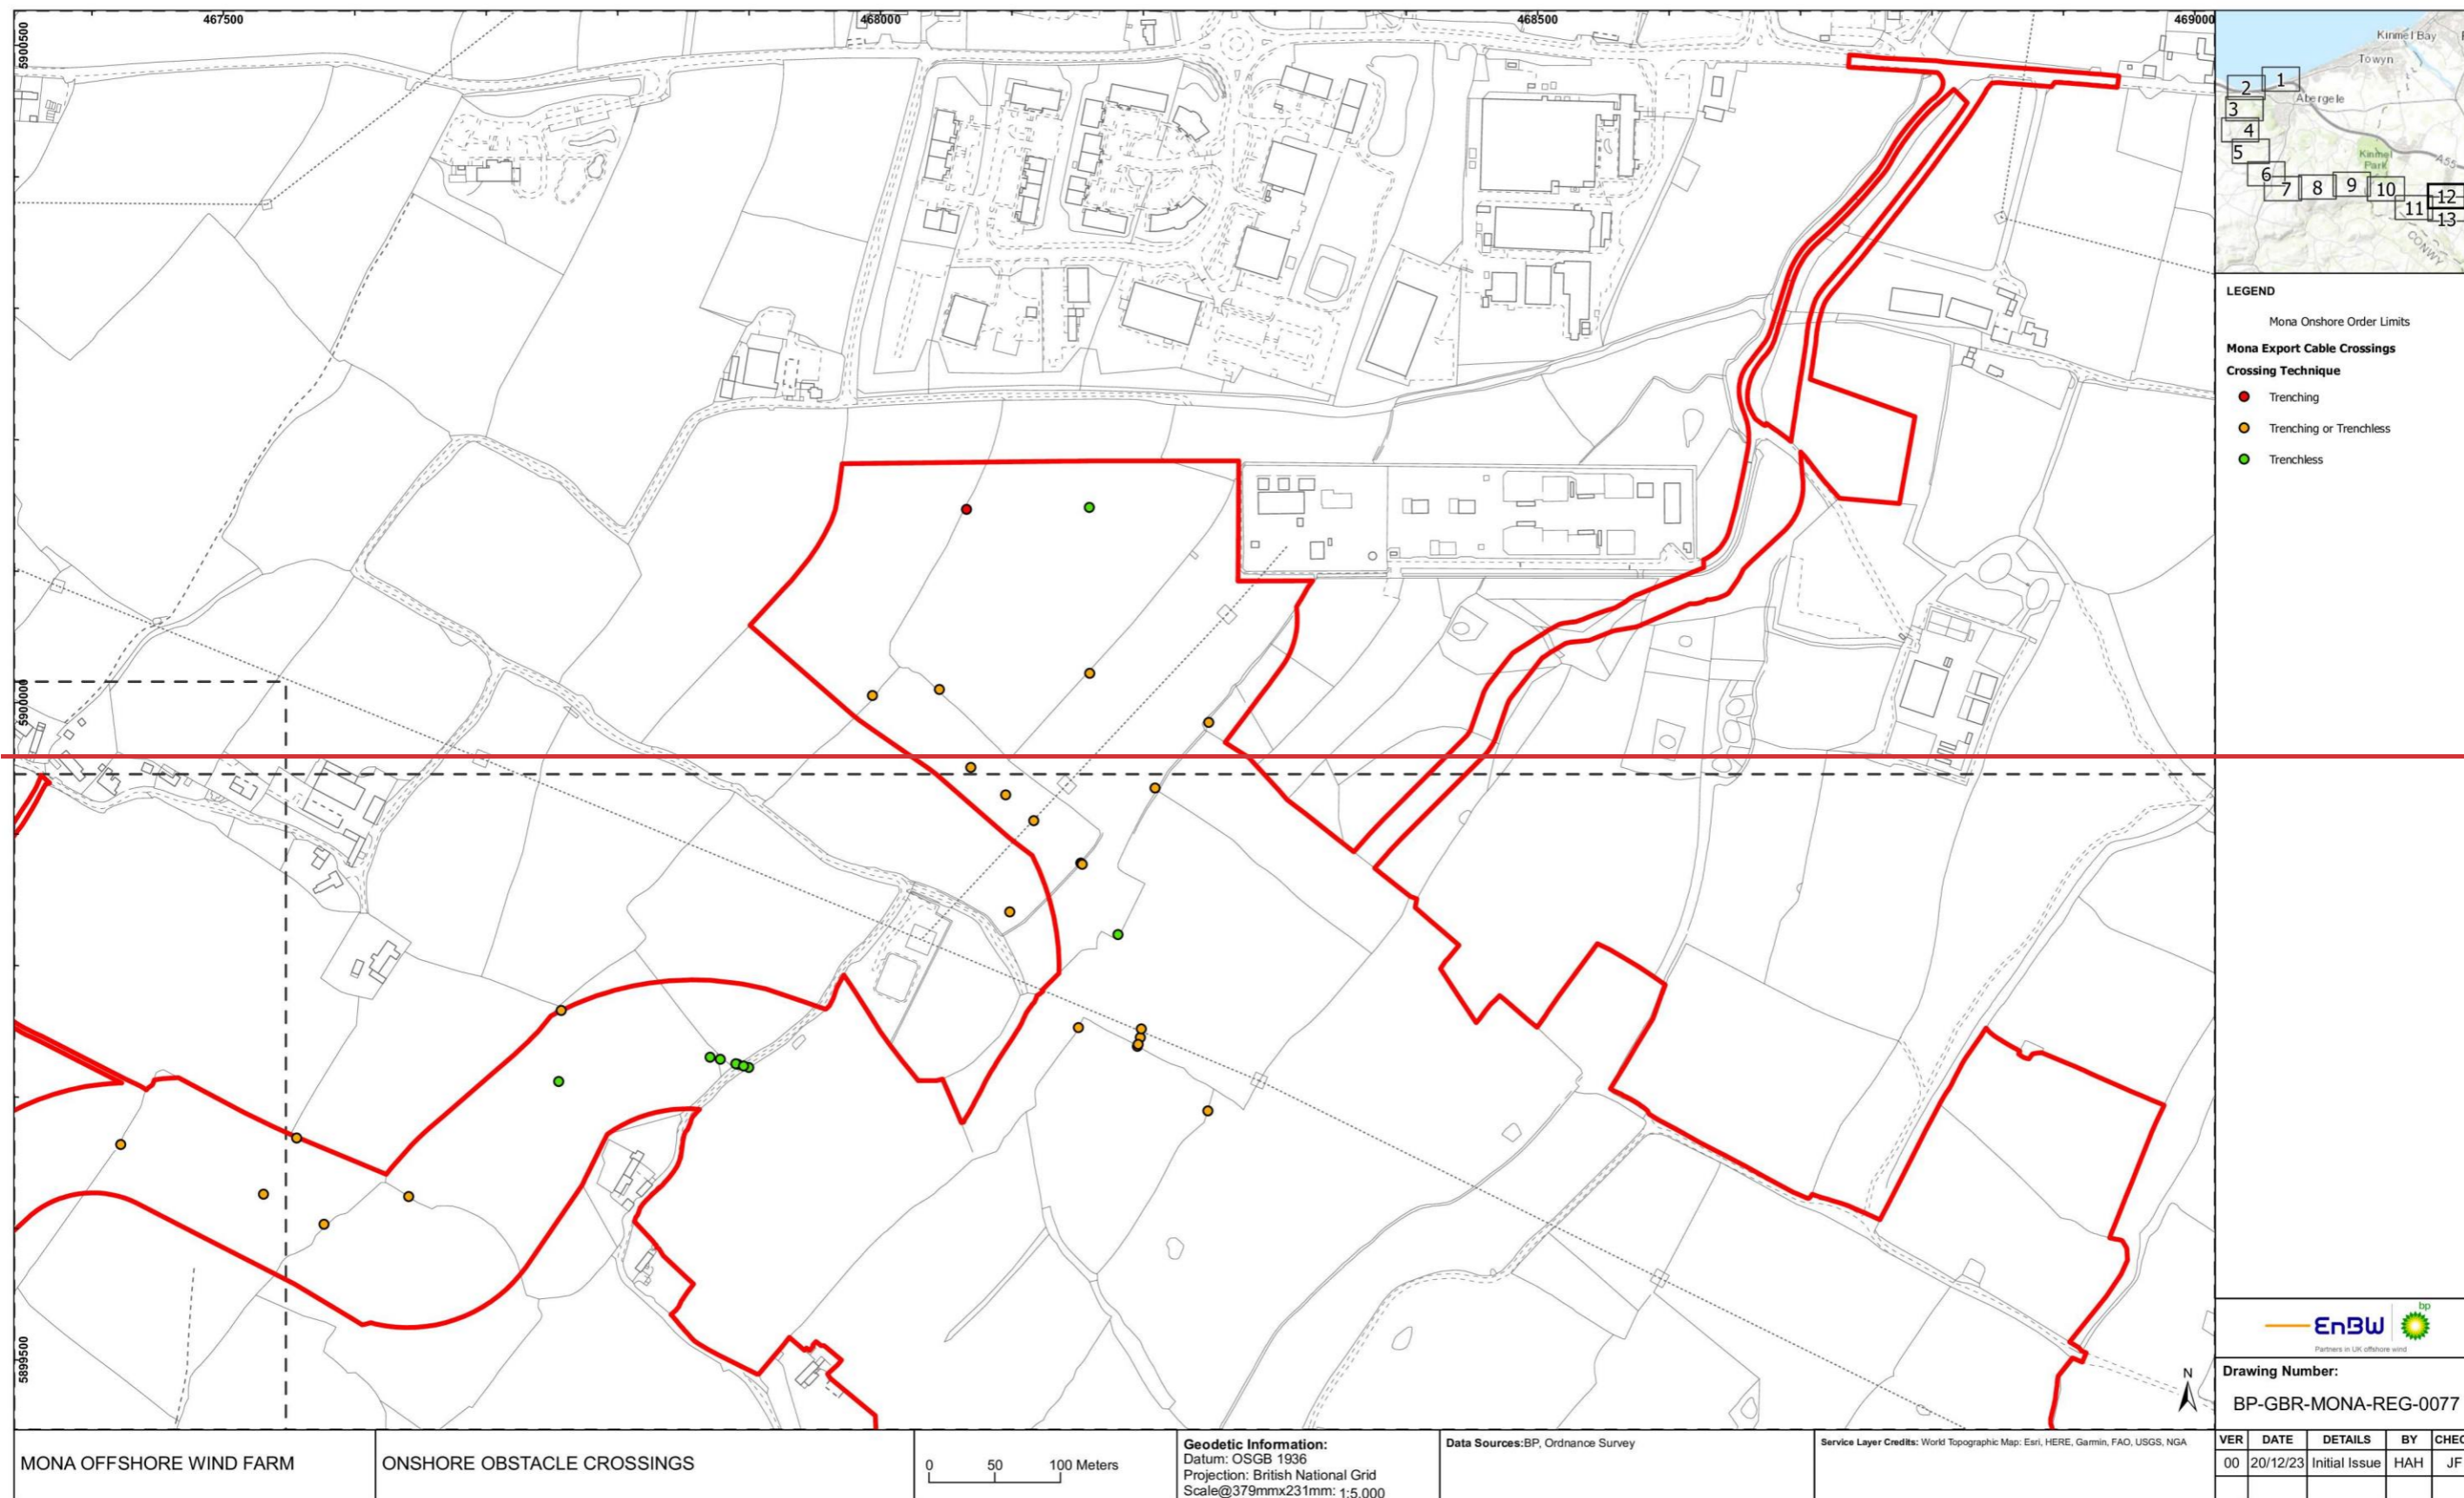 467500
468000
468500
469000
5900500
5900000
5899500
Kinmel Bay
Towyn
Abergele
Kinmel
Park
A55
CONWY
1
2
3
4
5
6
7
8
9
10
11
12
13
LEGEND
Mona Onshore Order Limits
Mona Export Cable Crossings
Crossing Technique
Trenching
Trenching or Trenchless
Trenchless
EnBW
bp
Partners in UK offshore wind
Drawing Number:
BP-GBR-MONA-REG-0077
N
MONA OFFSHORE WIND FARM
ONSHORE OBSTACLE CROSSINGS
0 50 100 Meters
Geodetic Information:
Datum: OSGB 1936
Projection: British National Grid
Scale@379mmx231mm: 1:5,000
Data Sources:BP, Ordnance Survey
Service Layer Credits: World Topographic Map: Esri, HERE, Garmin, FAO, USGS, NGA
VER DATE DETAILS BY CHEC
00 20/12/23 Initial Issue HAH JF